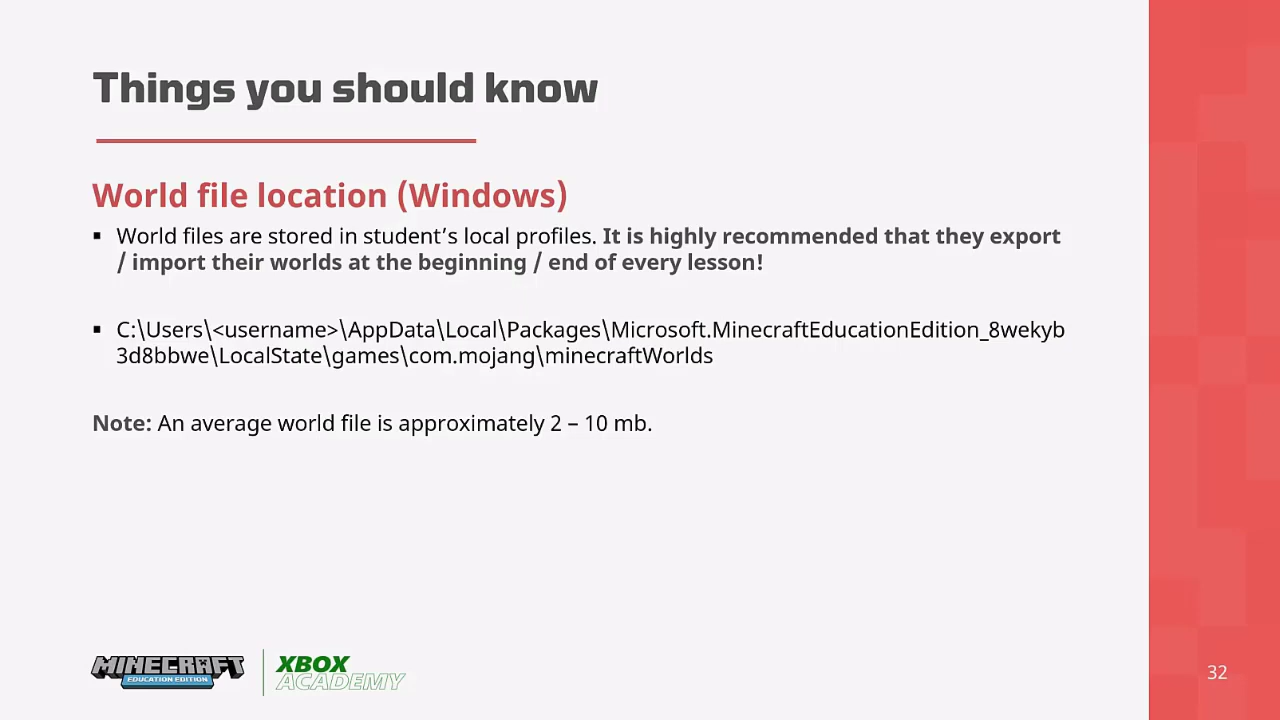 Things you should know
World file location (Windows)
▪ World files are stored in student’s local profiles. It is highly recommended that they export
/ import their worlds at the beginning / end of every lesson!
▪ C:\Users\<username>\AppData\Local\Packages\Microsoft.MinecraftEducationEdition_8wekyb
3d8bbwe\LocalState\games\com.mojang\minecraftWorlds
Note: An average world file is approximately 2 – 10 mb.
MINECRAFT
EDUCATION EDITION
XBOX
ACADEMY
32